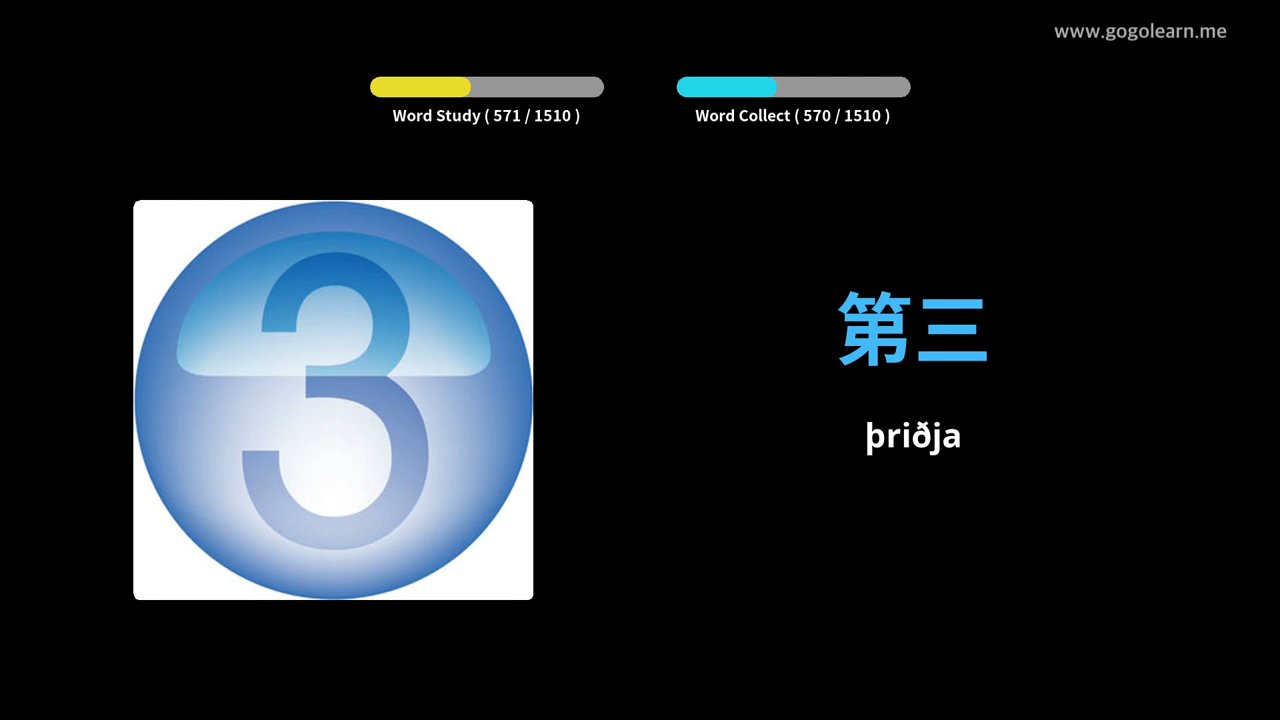 www.gogolearn.me
Word Study ( 571 / 1510 )
Word Collect ( 570 / 1510 )
3
第三
þriðja